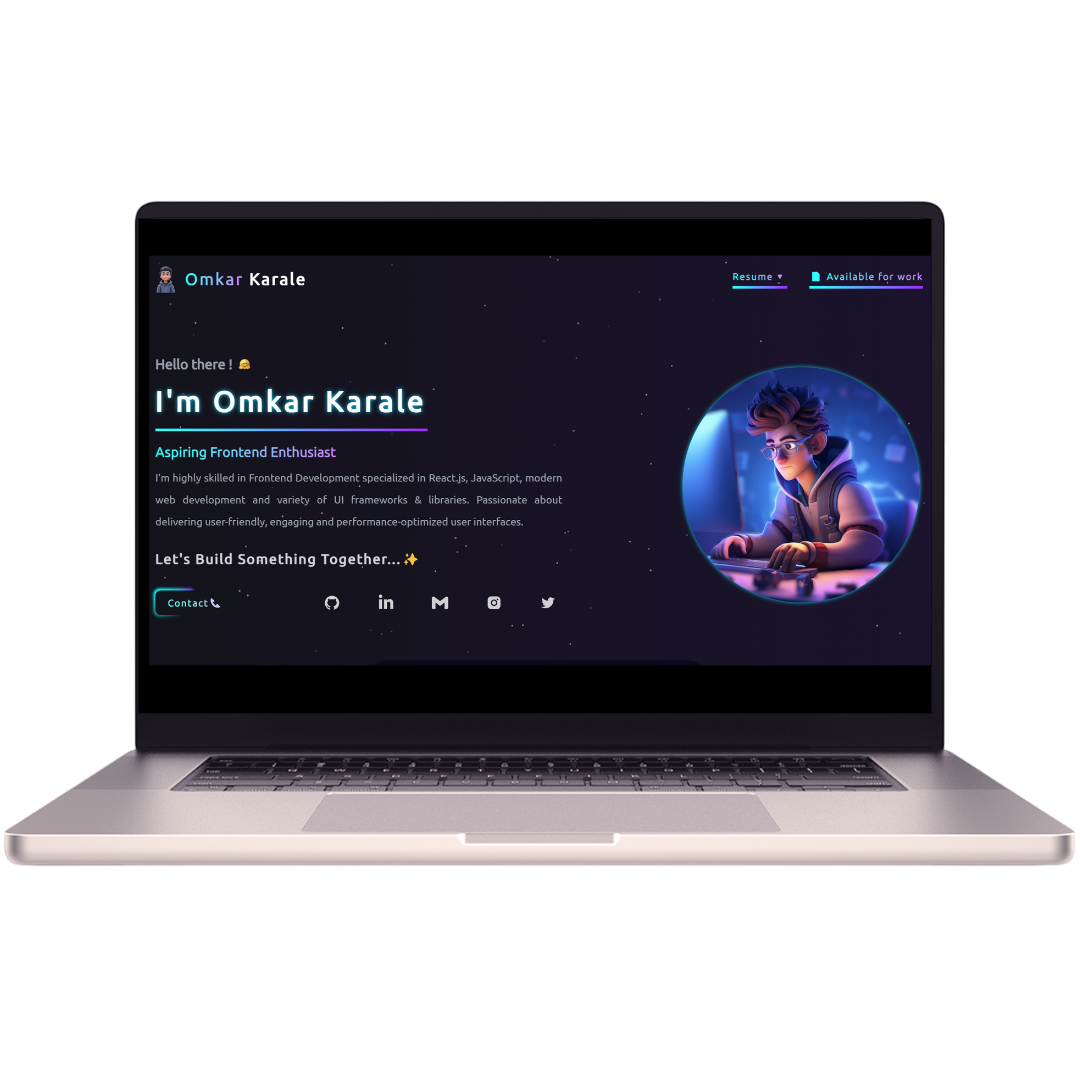 Omkar Karale
Resume ▼
Available for work
Hello there ! 🤗
I'm Omkar Karale
Aspiring Frontend Enthusiast
I'm highly skilled in Frontend Development specialized in React.js, JavaScript, modern
web development and variety of UI frameworks & libraries. Passionate about
delivering user-friendly, engaging and performance-optimized user interfaces.
Let's Build Something Together...✨
Contact📞
in